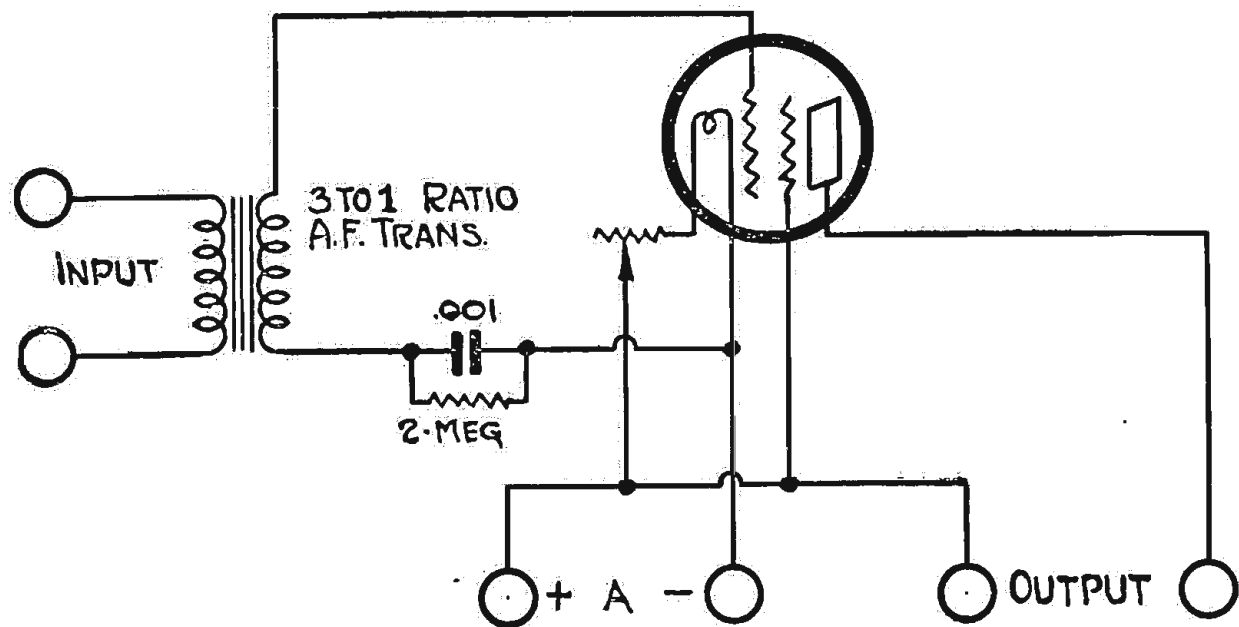 3 TO 1 RATIO
A.F. TRANS.
INPUT
.001
2-MEG
+ A -
OUTPUT